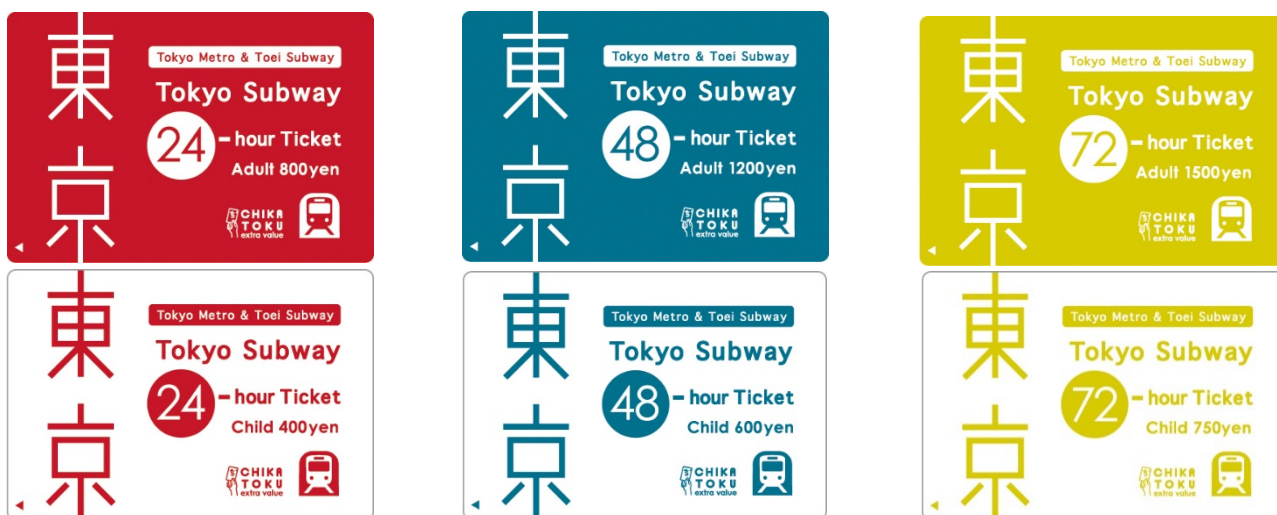 東京
Tokyo Metro & Toei Subway
Tokyo Subway
24-hour Ticket
Adult 800yen
CHIKA
TOKU
extra value
東京
Tokyo Metro & Toei Subway
Tokyo Subway
48-hour Ticket
Adult 1200yen
CHIKA
TOKU
extra value
東京
Tokyo Metro & Toei Subway
Tokyo Subway
72-hour Ticket
Adult 1500yen
CHIKA
TOKU
extra value
東京
Tokyo Metro & Toei Subway
Tokyo Subway
24-hour Ticket
Child 400yen
CHIKA
TOKU
extra value
東京
Tokyo Metro & Toei Subway
Tokyo Subway
48-hour Ticket
Child 600yen
CHIKA
TOKU
extra value
東京
Tokyo Metro & Toei Subway
Tokyo Subway
72-hour Ticket
Child 750yen
CHIKA
TOKU
extra value